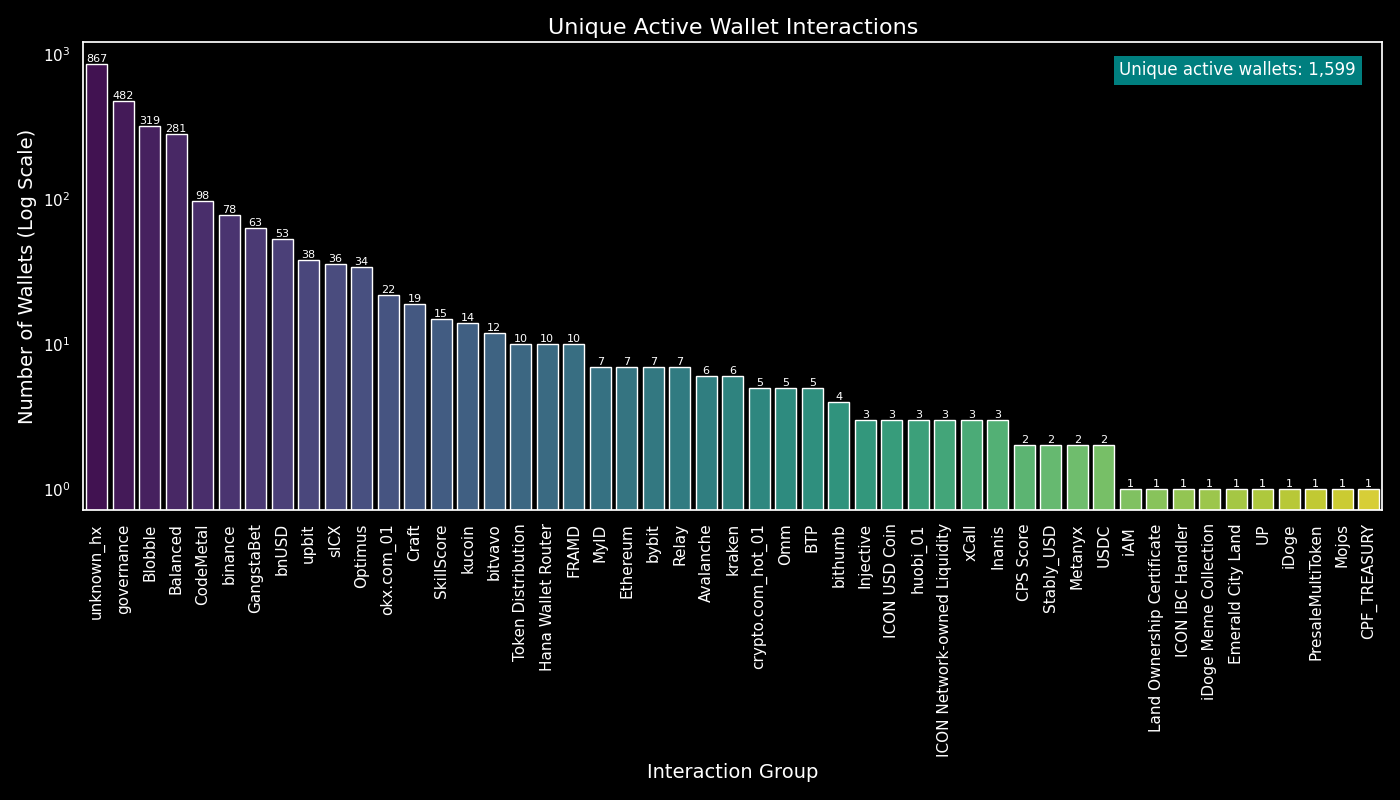 Unique Active Wallet Interactions
Unique active wallets: 1,599
Number of Wallets (Log Scale)
10³
10²
10¹
10⁰
867
482
319
281
98
78
63
53
38
36
34
22
19
15
14
12
10
10
10
7
7
7
7
6
6
5
5
5
4
3
3
3
3
3
3
2
2
2
2
1
1
1
1
1
1
1
1
1
1
unknown_hx
governance
Blobble
Balanced
CodeMetal
binance
GangstaBet
bnUSD
upbit
sICX
Optimus
okx.com_01
Craft
SkillScore
kucoin
bitvavo
Token Distribution
Hana Wallet Router
FRAMD
MyID
Ethereum
bybit
Relay
Avalanche
kraken
crypto.com_hot_01
Omm
BTP
bithumb
Injective
ICON USD Coin
huobi_01
ICON Network-owned Liquidity
xCall
Inanis
CPS Score
Stably_USD
Metanyx
USDC
iAM
Land Ownership Certificate
ICON IBC Handler
iDoge Meme Collection
Emerald City Land
UP
iDoge
PresaleMultiToken
Mojos
CPF_TREASURY
Interaction Group